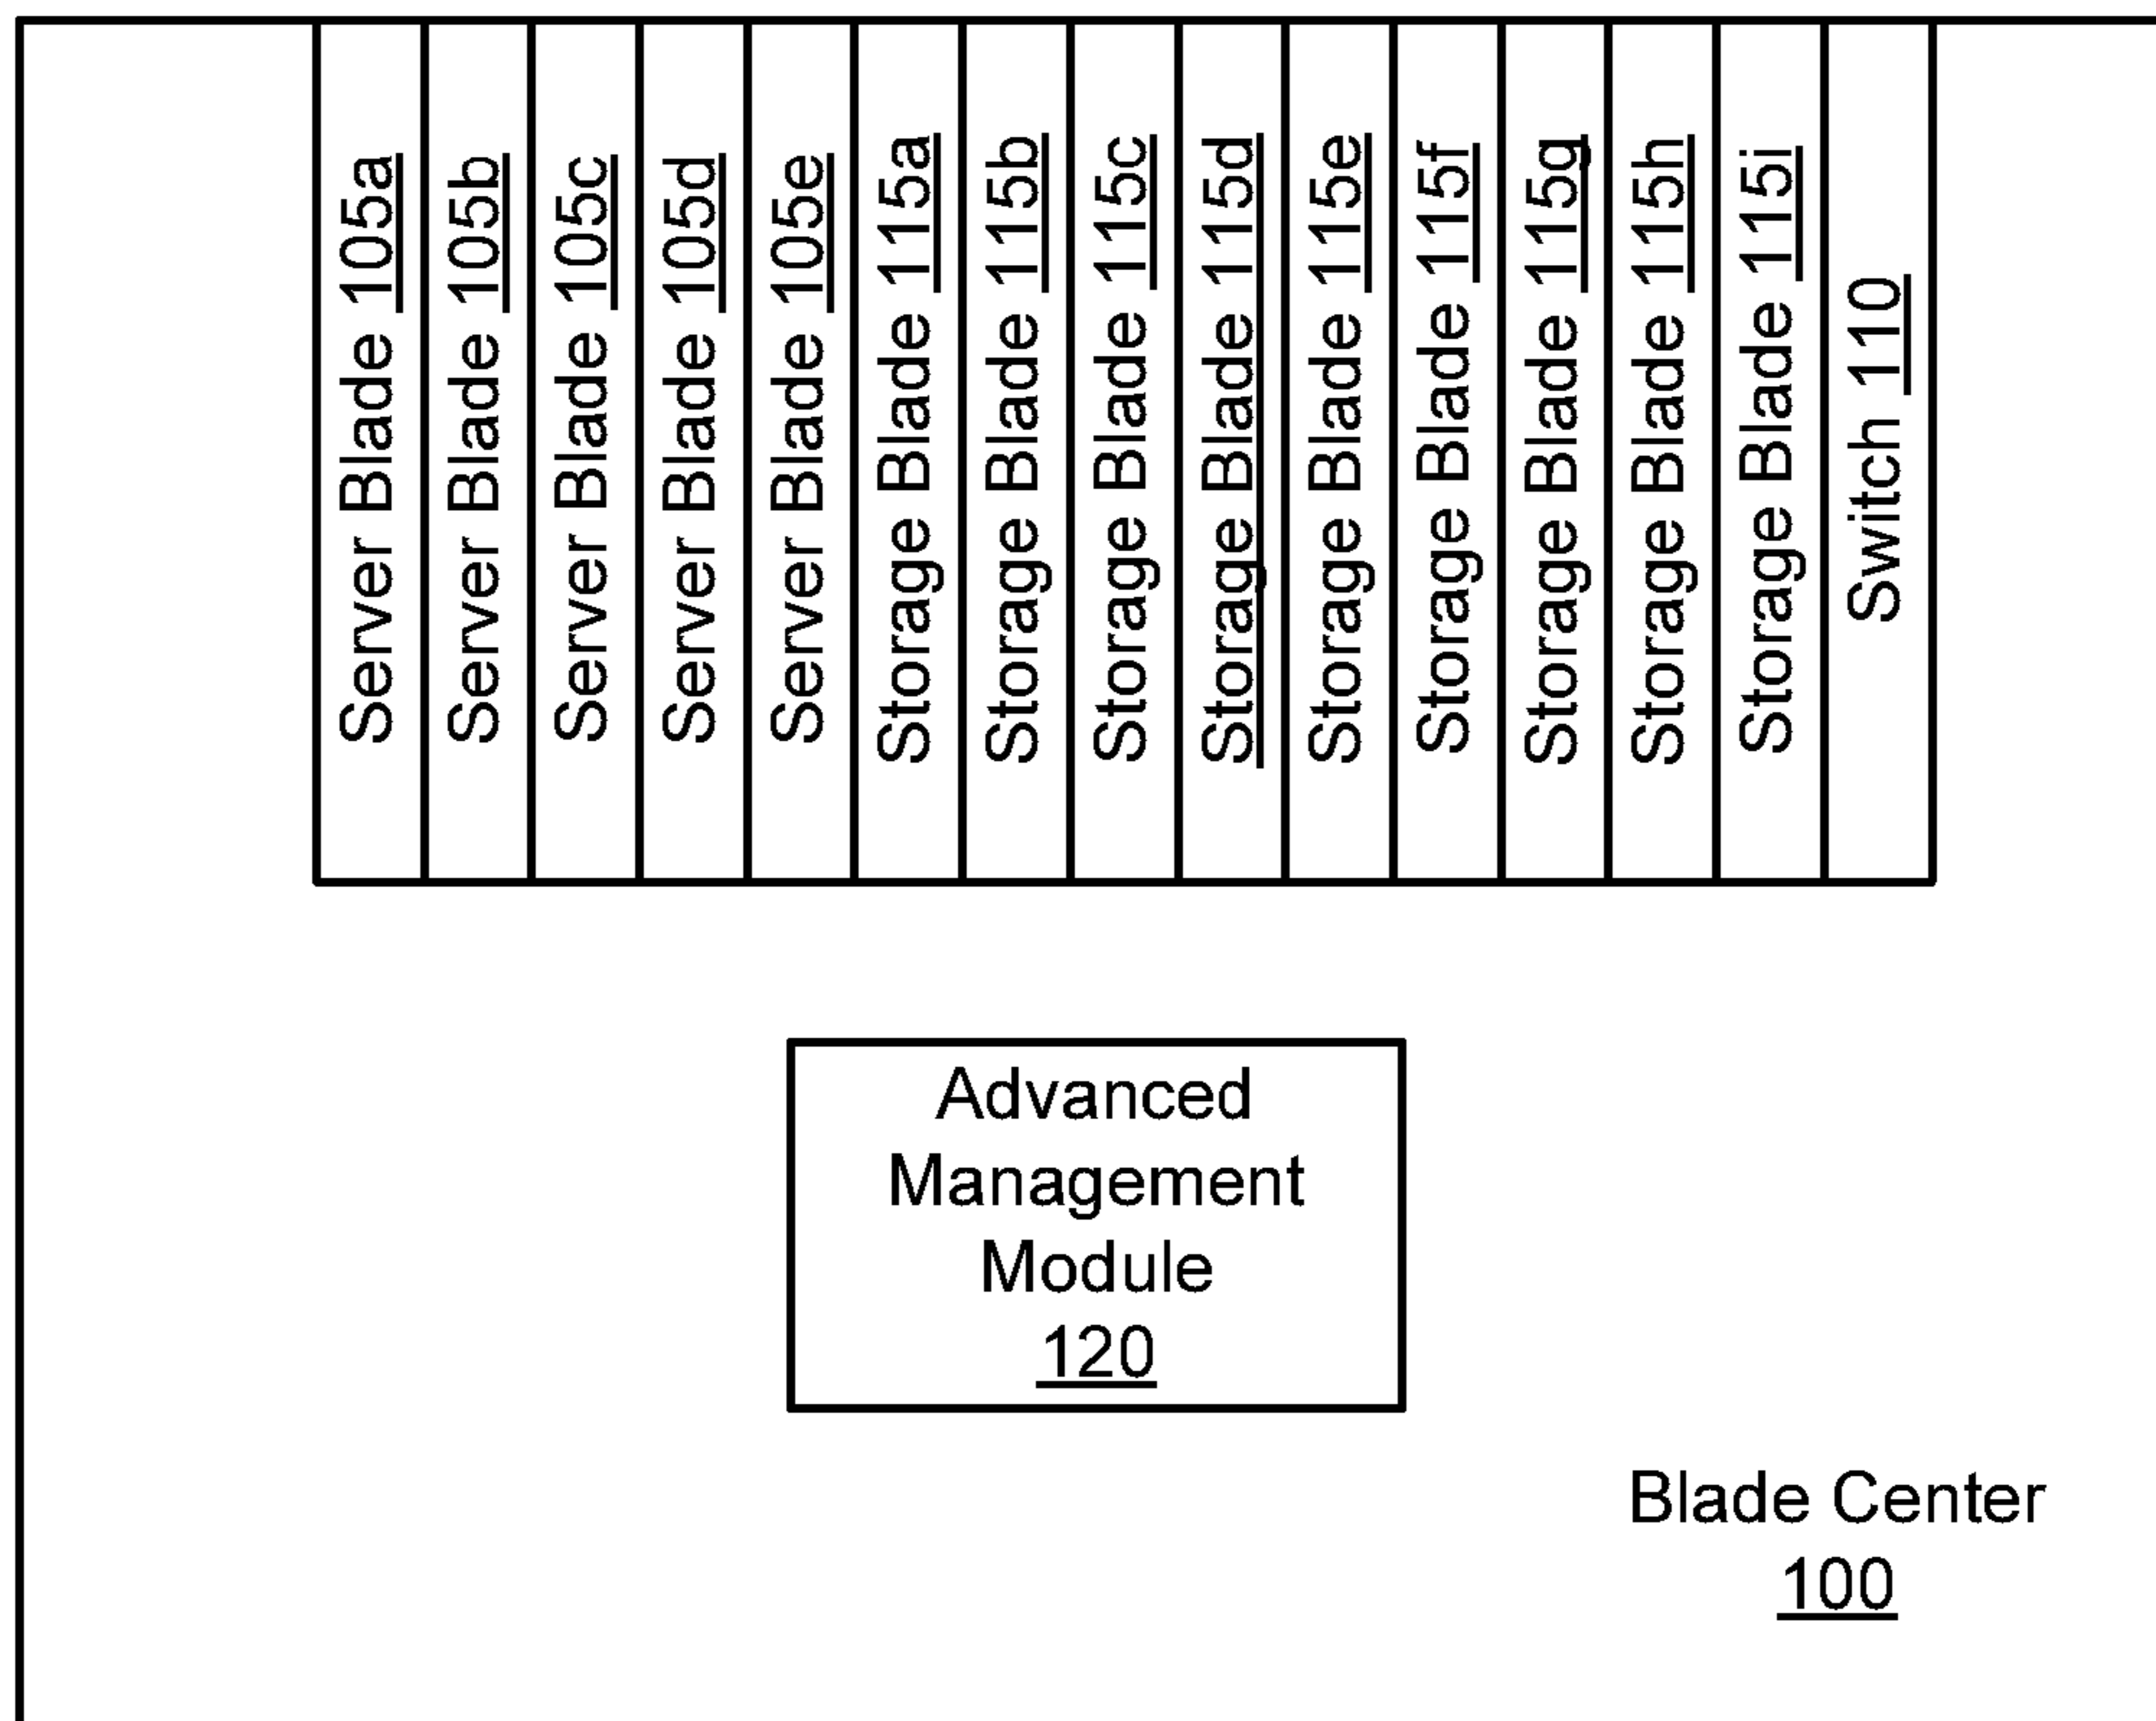 Server Blade 105a
Server Blade 105b
Server Blade 105c
Server Blade 105d
Server Blade 105e
Storage Blade 115a
Storage Blade 115b
Storage Blade 115c
Storage Blade 115d
Storage Blade 115e
Storage Blade 115f
Storage Blade 115g
Storage Blade 115h
Storage Blade 115i
Switch 110
Advanced
Management
Module
120
Blade Center
100